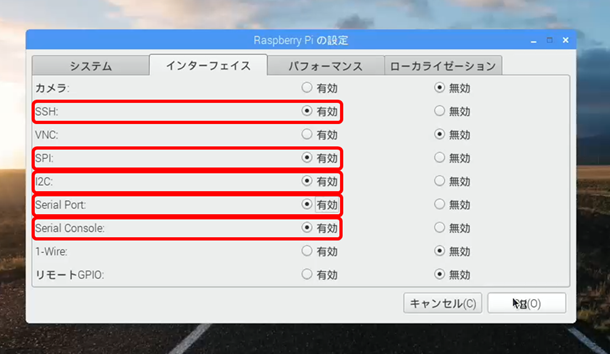 Raspberry Pi の設定
システム インターフェイス パフォーマンス ローカライゼーション
カメラ: 有効 無効
SSH: 有効 無効
VNC: 有効 無効
SPI: 有効 無効
I2C: 有効 無効
Serial Port: 有効 無効
Serial Console: 有効 無効
1-Wire: 有効 無効
リモートGPIO: 有効 無効
キャンセル(C) (O)